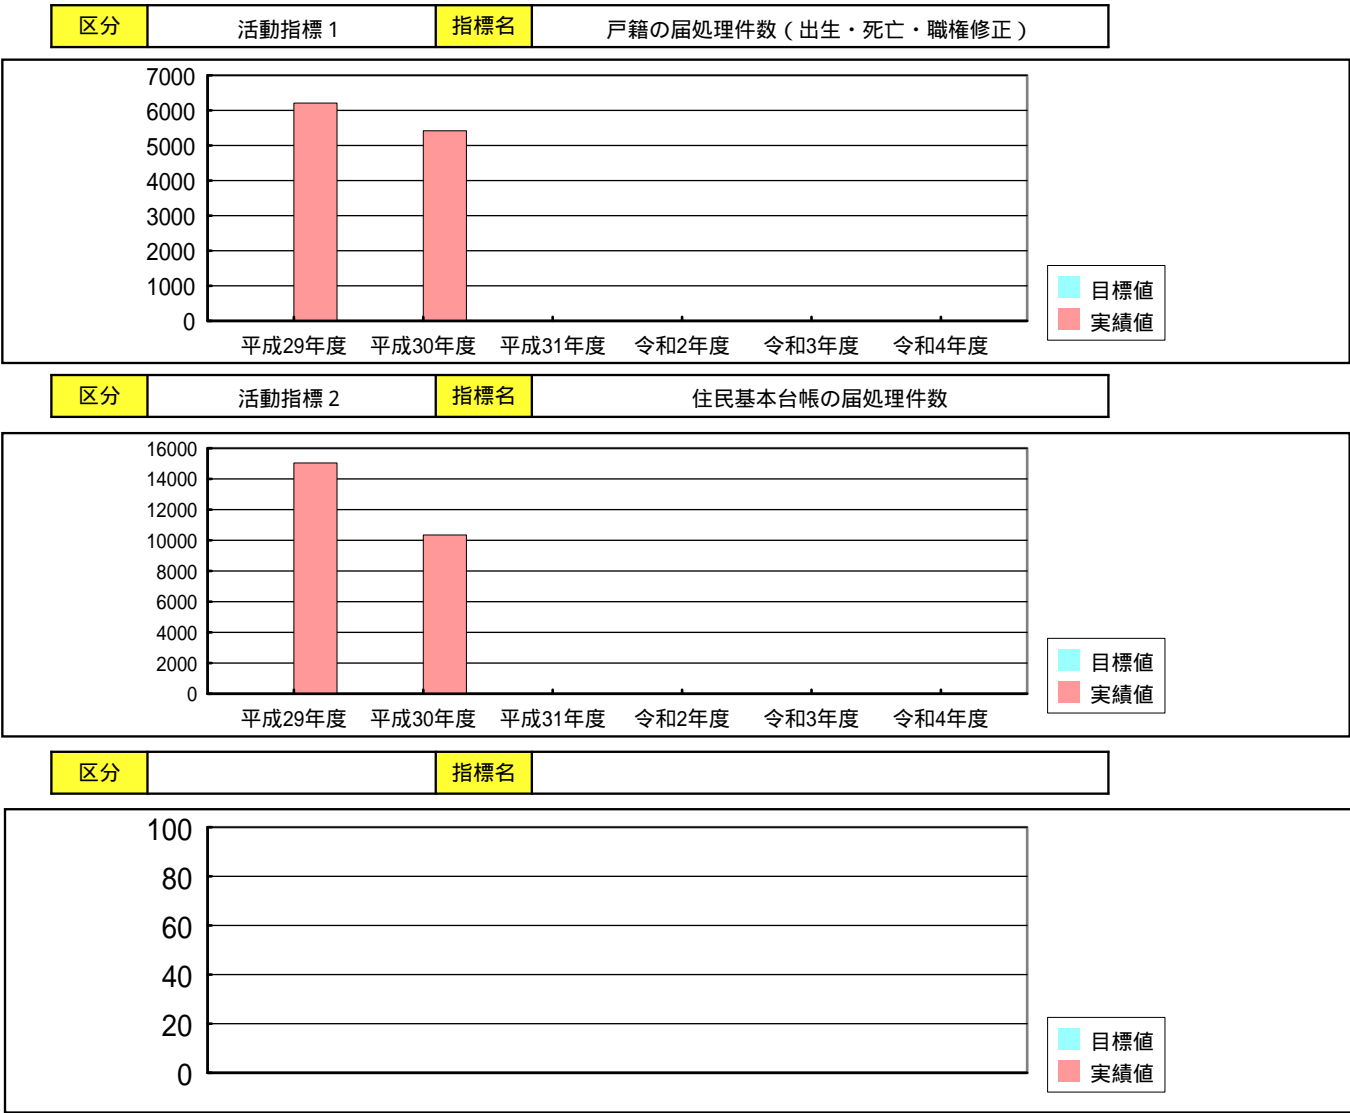 区分 活動指標１ 指標名 戸籍の届処理件数（出生・死亡・職権修正）
7000
6000
5000
4000
3000
2000
1000
0
平成29年度 平成30年度 平成31年度 令和2年度 令和3年度 令和4年度
目標値
実績値
区分 活動指標２ 指標名 住民基本台帳の届処理件数
16000
14000
12000
10000
8000
6000
4000
2000
0
平成29年度 平成30年度 平成31年度 令和2年度 令和3年度 令和4年度
目標値
実績値
区分 指標名
100
80
60
40
20
0
目標値
実績値